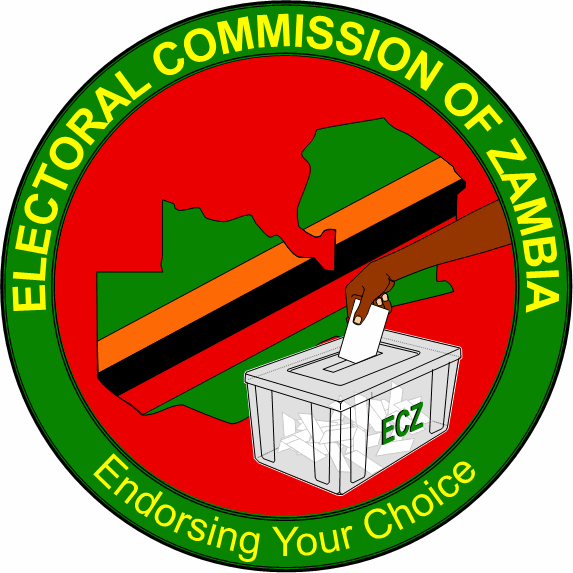 ELECTORAL COMMISSION OF ZAMBIA
ECZ
Endorsing Your Choice